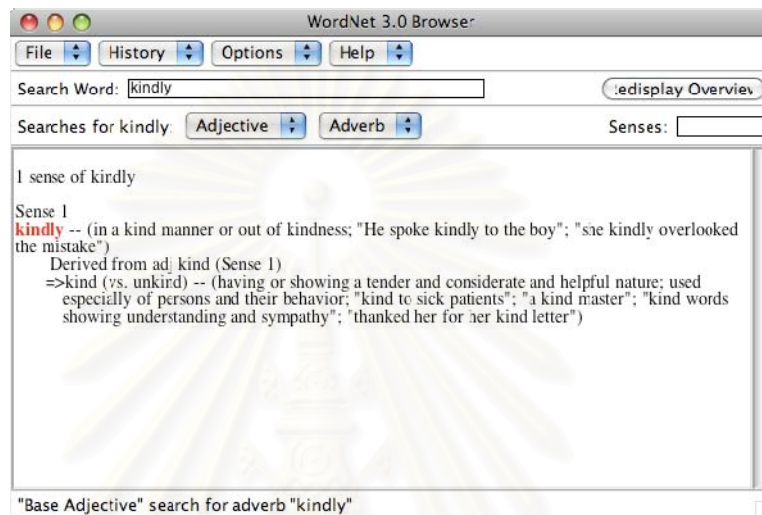 WordNet 3.0 Browser
File History Options Help
Search Word: kindly edisplay Overview
Searches for kindly: Adjective Adverb Senses:
1 sense of kindly
Sense 1
kindly -- (in a kind manner or out of kindness; "He spoke kindly to the boy"; "she kindly overlooked
the mistake")
Derived from adj kind (Sense 1)
=>kind (vs. unkind) -- (having or showing a tender and considerate and helpful nature; used
especially of persons and their behavior; "kind to sick patients"; "a kind master"; "kind words
showing understanding and sympathy"; "thanked her for her kind letter")
"Base Adjective" search for adverb "kindly"